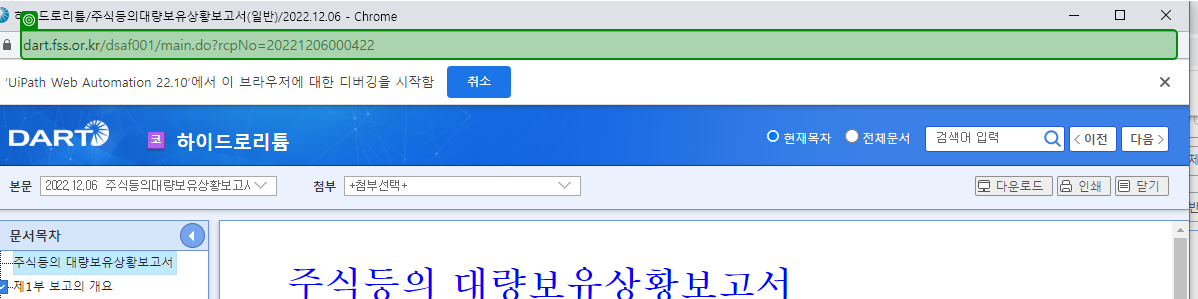 하이드로리튬/주식등의대량보유상황보고서(일반)/2022.12.06 - Chrome
dart.fss.or.kr/dsaf001/main.do?rcpNo=20221206000422
'UiPath Web Automation 22.10'에서 이 브라우저에 대한 디버깅을 시작함 취소
DART 코 하이드로리튬 현재목차 전체문서 검색어 입력 이전 다음
본문 2022,12,06 주식등의대량보유상황보고서 첨부 +첨부선택+ 다운로드 인쇄 닫기
문서목차
주식등의 대량보유상황보고서
제1부 보고의 개요
주식등의 대량보유상황보고서